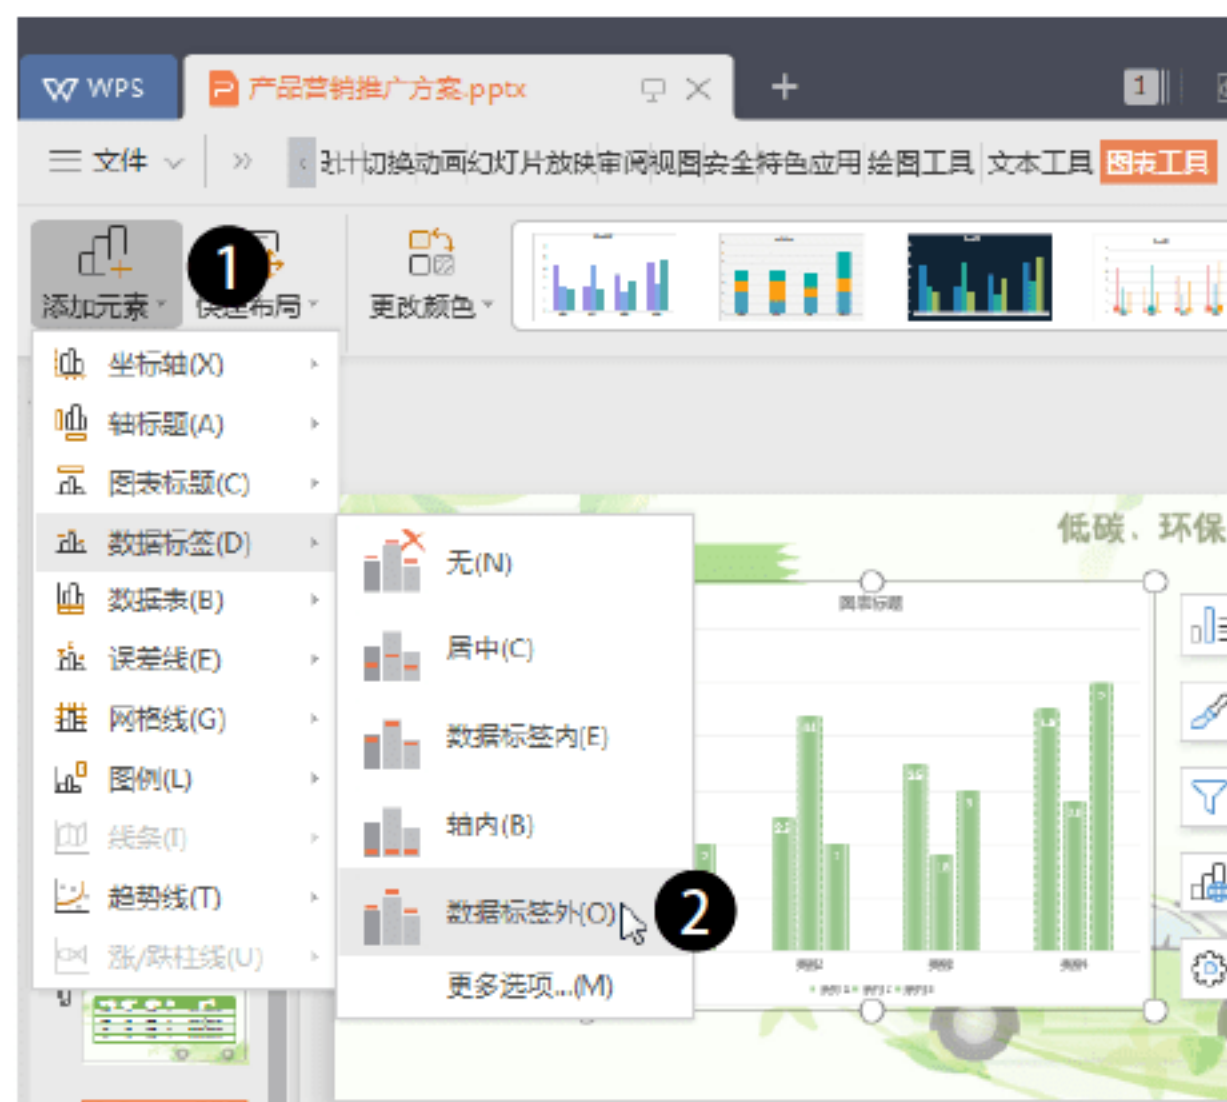 WPS
产品营销推广方案.pptx
1
文件
设计 切换 动画 幻灯片放映 审阅 视图 安全 特色应用 绘图工具 文本工具 图表工具
添加元素
1
快速布局
更改颜色
坐标轴(X)
轴标题(A)
图表标题(C)
数据标签(D)
数据表(B)
误差线(E)
网格线(G)
图例(L)
线条(I)
趋势线(T)
涨/跌柱线(U)
无(N)
居中(C)
数据标签内(E)
轴内(B)
数据标签外(O)
2
更多选项...(M)
低碳、环保
图表标题